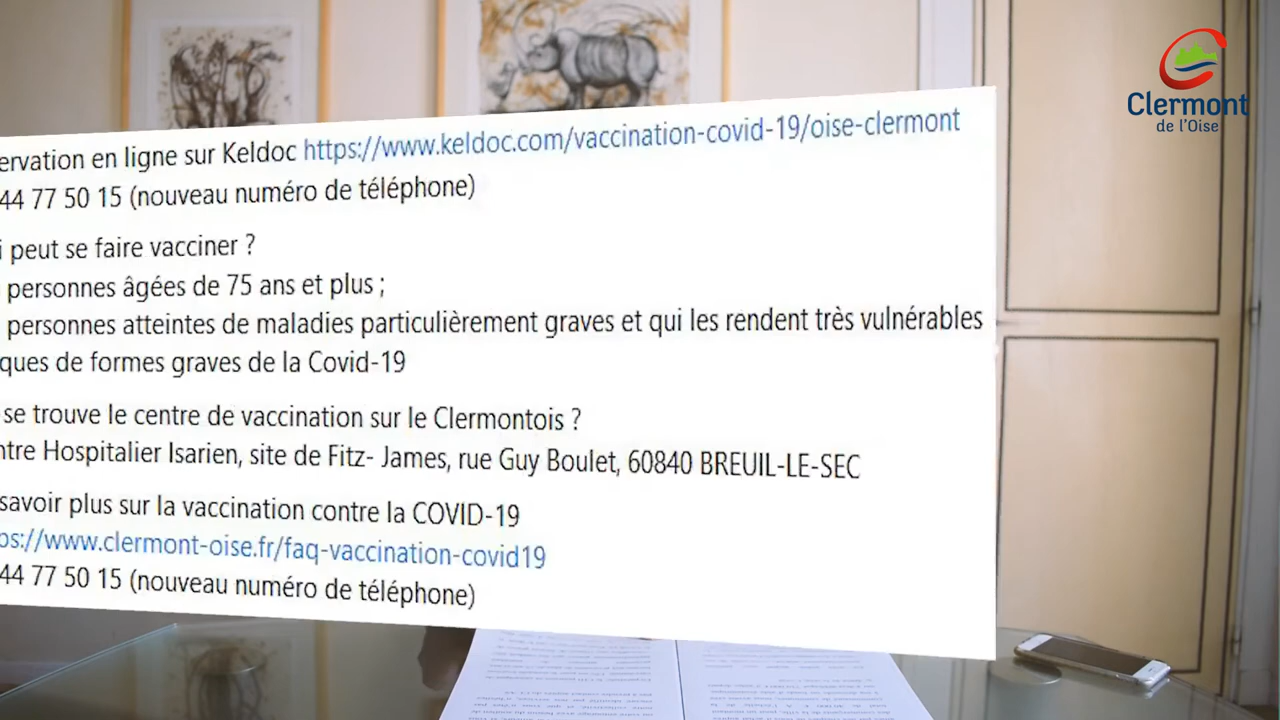 Clermont
de l'Oise
ervation en ligne sur Keldoc https://www.keldoc.com/vaccination-covid-19/oise-clermont
44 77 50 15 (nouveau numéro de téléphone)
i peut se faire vacciner ?
personnes âgées de 75 ans et plus ;
personnes atteintes de maladies particulièrement graves et qui les rendent très vulnérables
ques de formes graves de la Covid-19
se trouve le centre de vaccination sur le Clermontois ?
ntre Hospitalier Isarien, site de Fitz- James, rue Guy Boulet, 60840 BREUIL-LE-SEC
savoir plus sur la vaccination contre la COVID-19
ps://www.clermont-oise.fr/faq-vaccination-covid19
44 77 50 15 (nouveau numéro de téléphone)